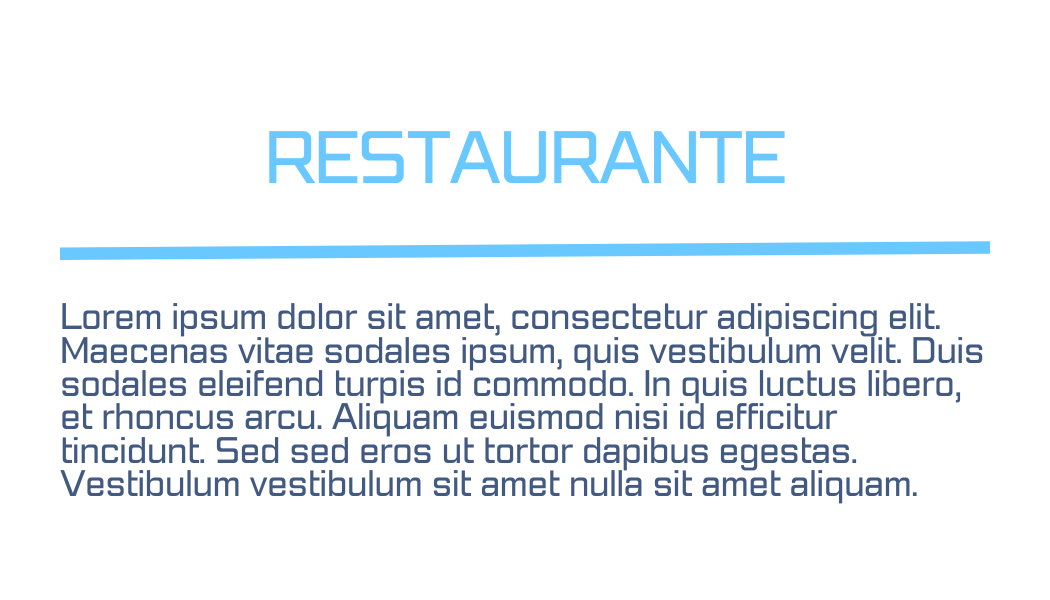 RESTAURANTE
Lorem ipsum dolor sit amet, consectetur adipiscing elit.
Maecenas vitae sodales ipsum, quis vestibulum velit. Duis
sodales eleifend turpis id commodo. In quis luctus libero,
et rhoncus arcu. Aliquam euismod nisi id efficitur
tincidunt. Sed sed eros ut tortor dapibus egestas.
Vestibulum vestibulum sit amet nulla sit amet aliquam.